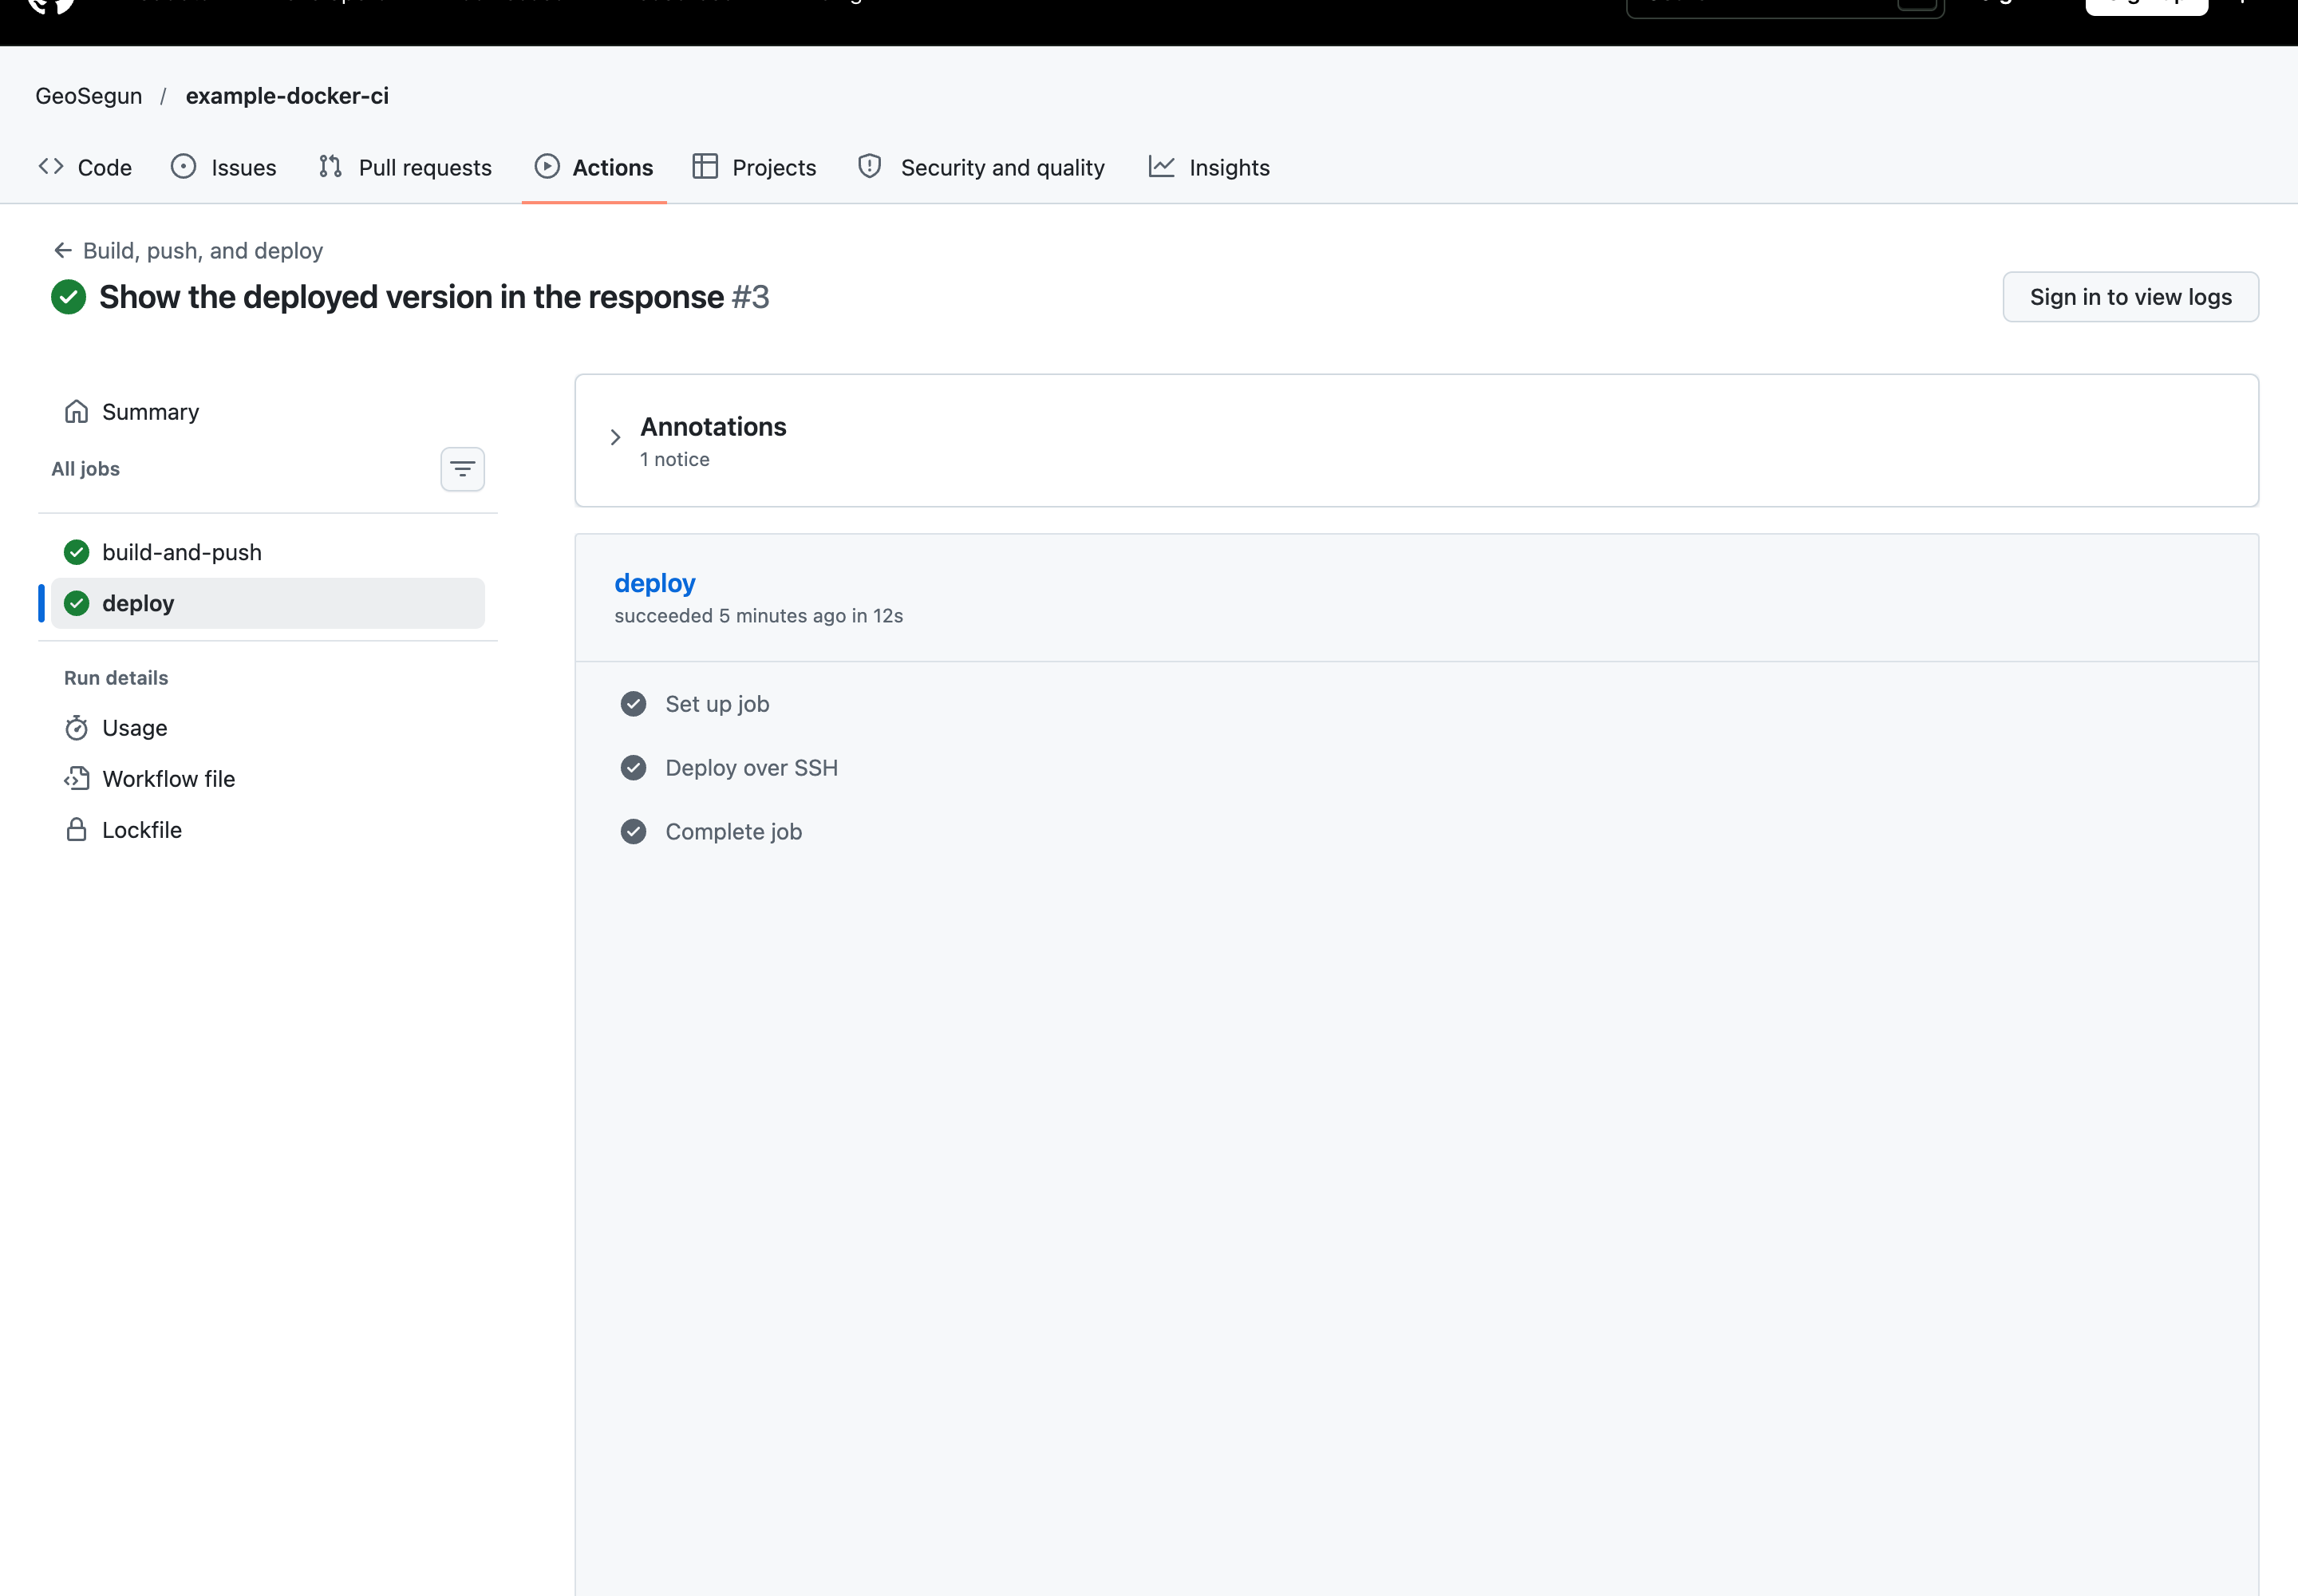 GeoSegun / example-docker-ci
Code Issues Pull requests Actions Projects Security and quality Insights
Build, push, and deploy
Show the deployed version in the response #3
Sign in to view logs
Summary
All jobs
build-and-push
deploy
Run details
Usage
Workflow file
Lockfile
Annotations
1 notice
deploy
succeeded 5 minutes ago in 12s
Set up job
Deploy over SSH
Complete job